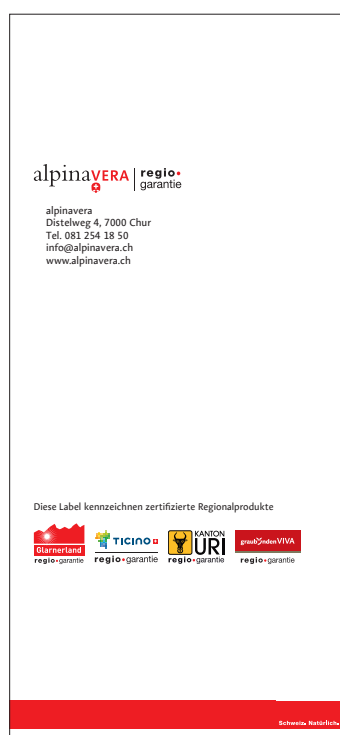 alpinaVERA regio•
garantie
alpinavera
Distelweg 4, 7000 Chur
Tel. 081 254 18 50
info@alpinavera.ch
www.alpinavera.ch
Diese Label kennzeichnen zertifizierte Regionalprodukte
Glarnerland
regio•garantie
TICINO
regio•garantie
KANTON
URI
regio•garantie
graubünden VIVA
regio•garantie
Schweiz. Natürlich.